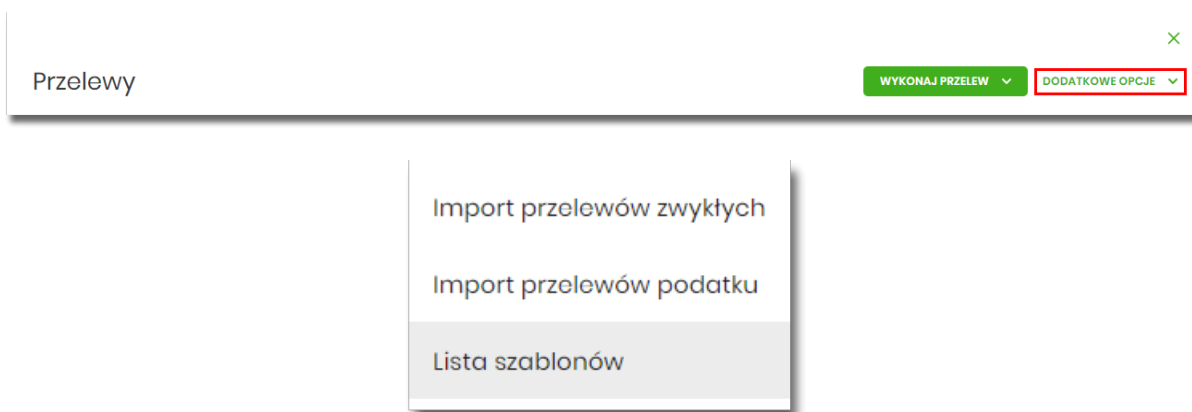 Przelewy
WYKONAJ PRZELEW
DODATKOWE OPCJE
Import przelewów zwykłych
Import przelewów podatku
Lista szablonów